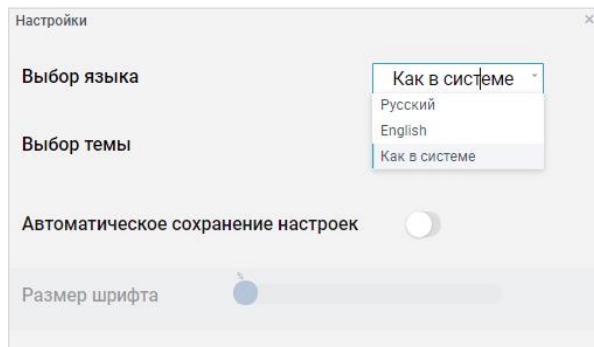 Настройки
Выбор языка
Как в системе
Русский
English
Как в системе
Выбор темы
Автоматическое сохранение настроек
Размер шрифта